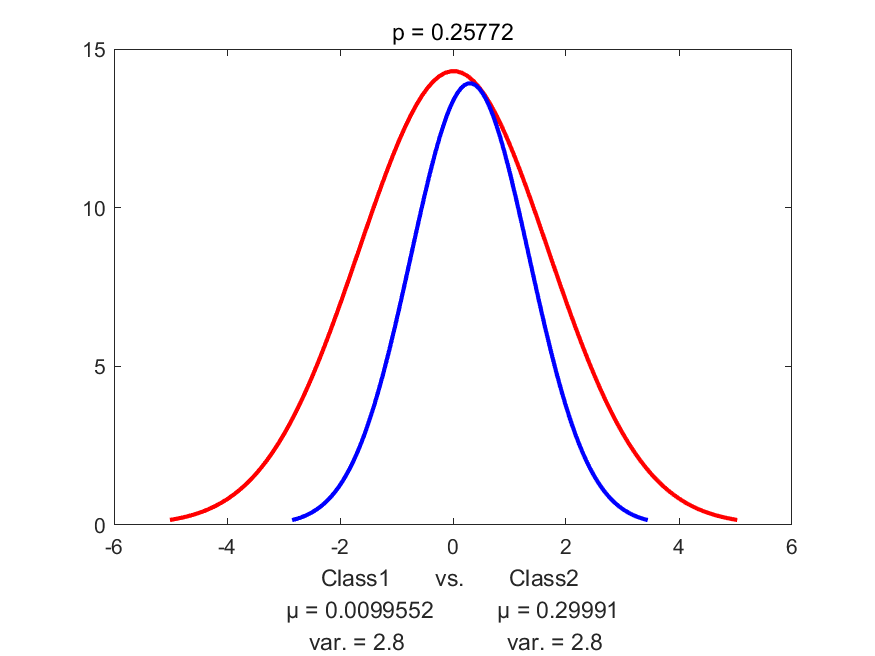 p = 0.25772
15
10
5
0
-6 -4 -2 0 2 4 6
Class1 vs. Class2
μ = 0.0099552 μ = 0.29991
var. = 2.8 var. = 2.8